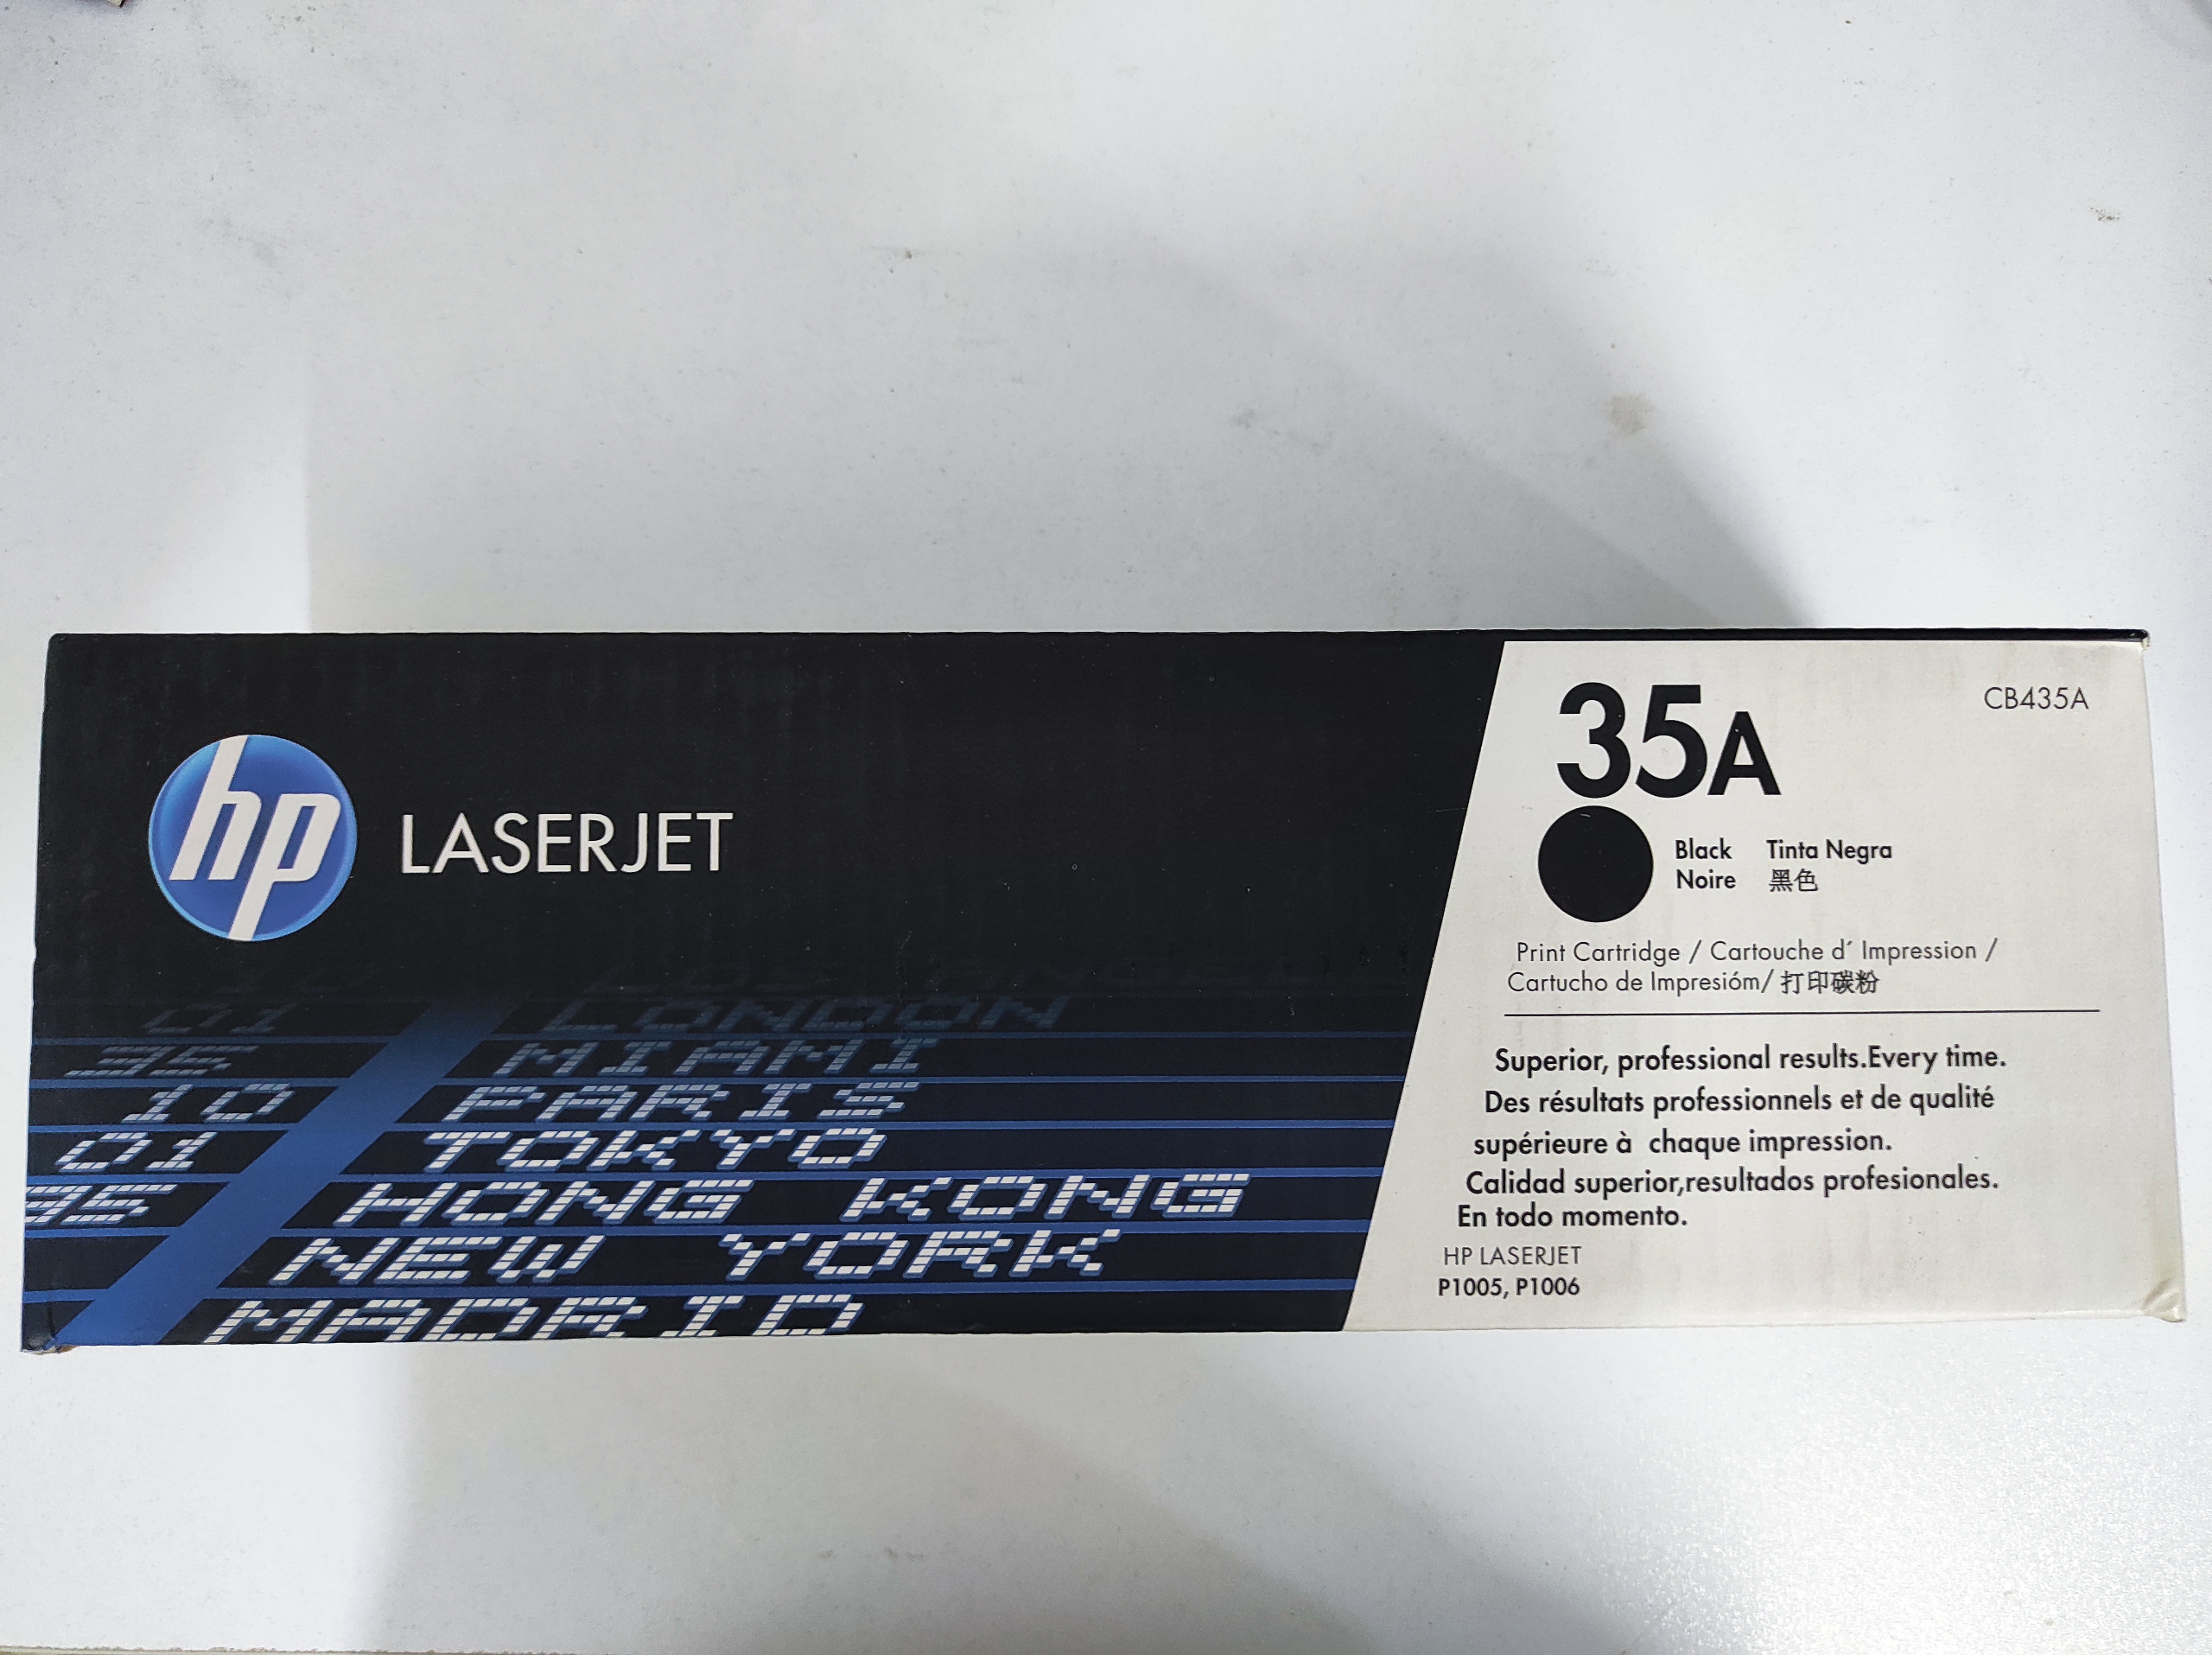 hp LASERJET
35A
CB435A
Black Tinta Negra
Noire 黑色
Print Cartridge / Cartouche d´ Impression /
Cartucho de Impresióm/ 打印碳粉
Superior, professional results.Every time.
Des résultats professionnels et de qualité
supérieure à chaque impression.
Calidad superior,resultados profesionales.
En todo momento.
HP LASERJET
P1005, P1006
01 LONDON
35 MIAMI
10 PARIS
01 TOKYO
35 HONG KONG
NEW YORK
MADRID